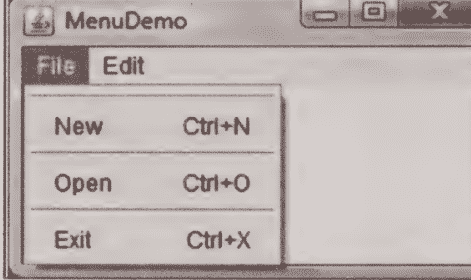 MenuDemo
File Edit
New Ctrl+N
Open Ctrl+O
Exit Ctrl+X